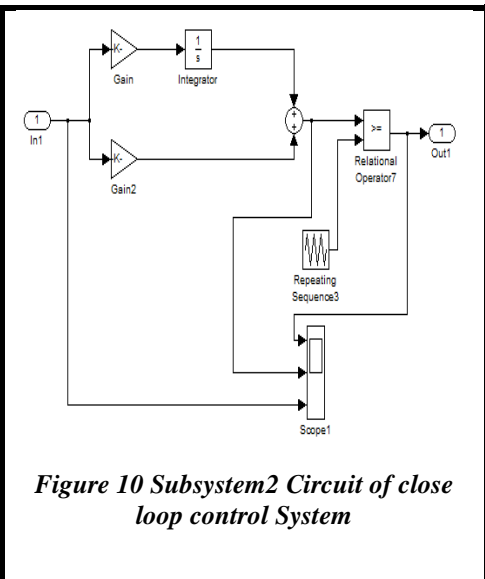 K-
1
s
Gain
Integrator
1
In1
+
+
>=
1
Out1
Relational
Operator7
K-
Gain2
Repeating
Sequence3
Scope1
Figure 10 Subsystem2 Circuit of close
loop control System